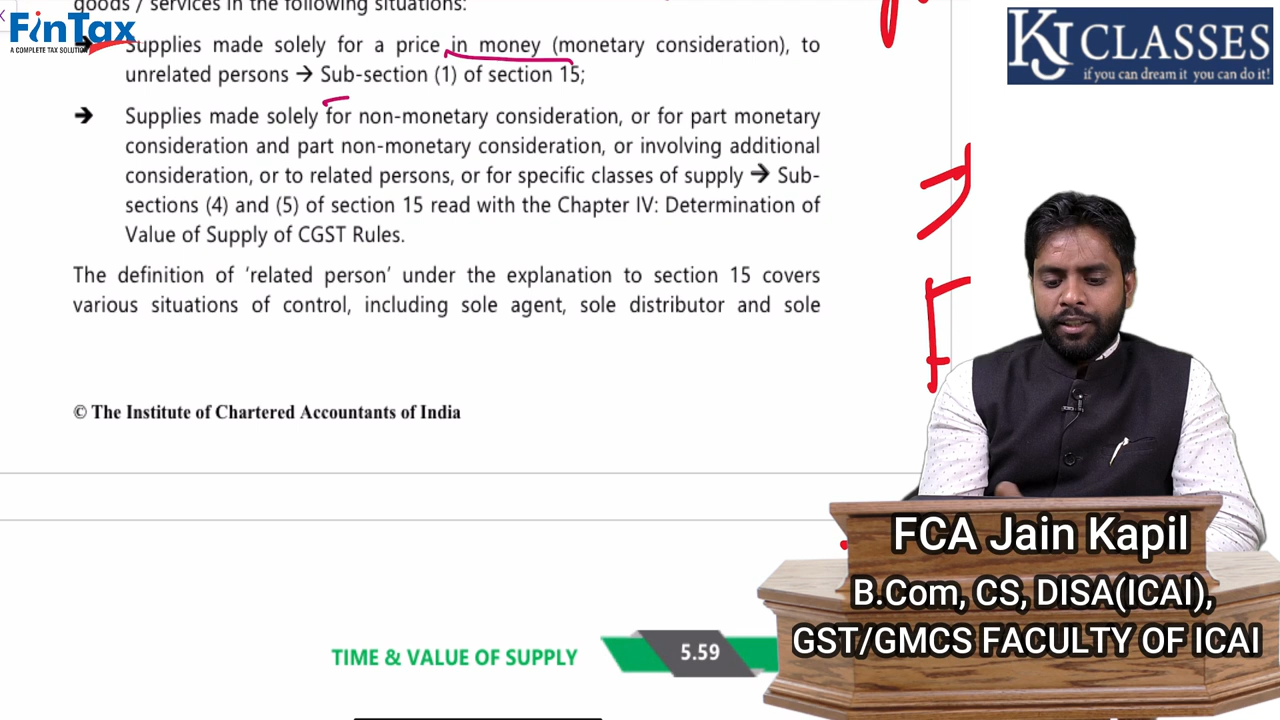 goods / services in the following situations:
FinTax
A COMPLETE TAX SOLUTION
Supplies made solely for a price in money (monetary consideration), to
unrelated persons → Sub-section (1) of section 15;
→ Supplies made solely for non-monetary consideration, or for part monetary
consideration and part non-monetary consideration, or involving additional
consideration, or to related persons, or for specific classes of supply → Sub-
sections (4) and (5) of section 15 read with the Chapter IV: Determination of
Value of Supply of CGST Rules.
The definition of ‘related person’ under the explanation to section 15 covers
various situations of control, including sole agent, sole distributor and sole
© The Institute of Chartered Accountants of India
TIME & VALUE OF SUPPLY
5.59
KJ CLASSES
if you can dream it you can do it!
FCA Jain Kapil
B.Com, CS, DISA(ICAI),
GST/GMCS FACULTY OF ICAI